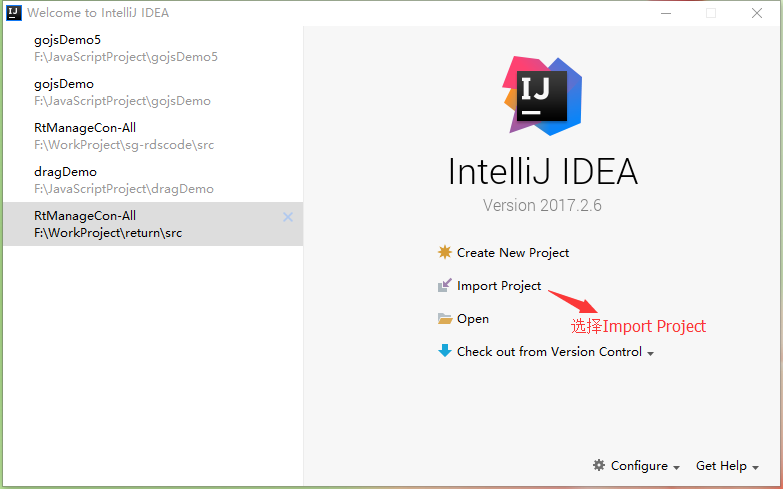 Welcome to IntelliJ IDEA
gojsDemo5
F:\JavaScriptProject\gojsDemo5
gojsDemo
F:\JavaScriptProject\gojsDemo
RtManageCon-All
F:\WorkProject\sg-rdscode\src
dragDemo
F:\JavaScriptProject\dragDemo
RtManageCon-All
F:\WorkProject\return\src
IJ
IntelliJ IDEA
Version 2017.2.6
Create New Project
Import Project
选择Import Project
Open
Check out from Version Control
Configure
Get Help